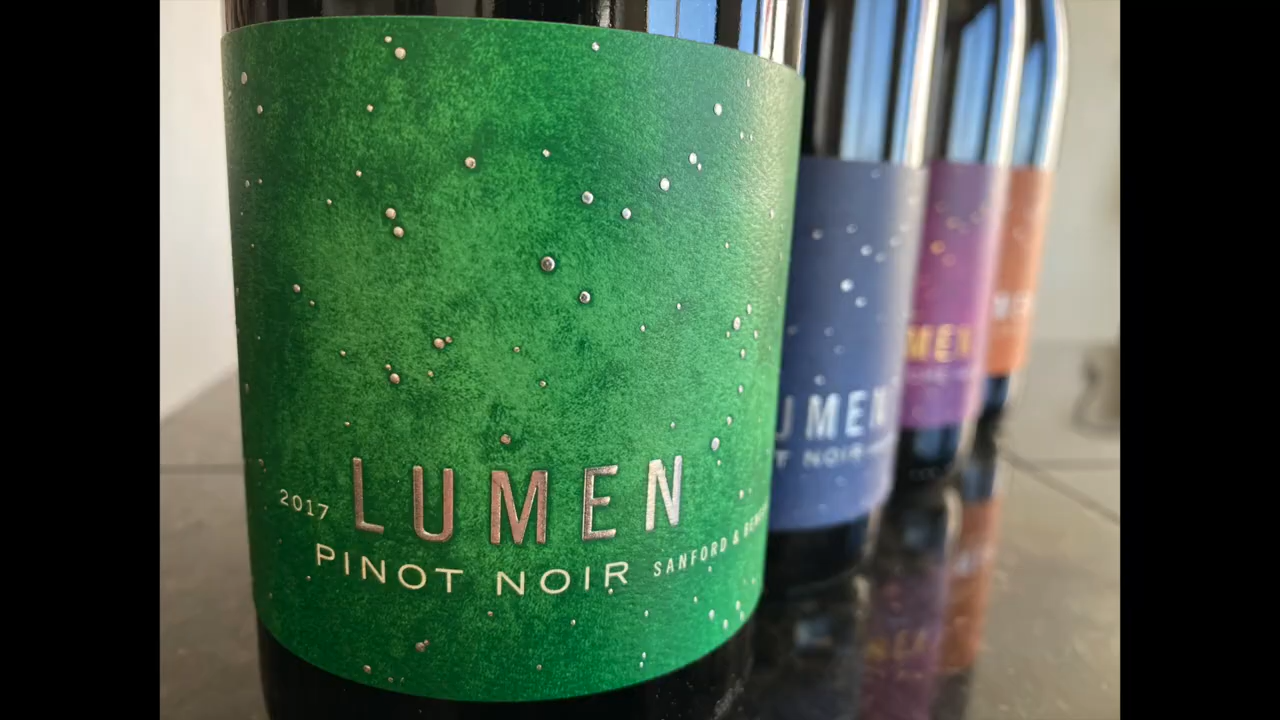 2017 LUMEN
PINOT NOIR SANFORD &
UMEN
T NOIR
MEN